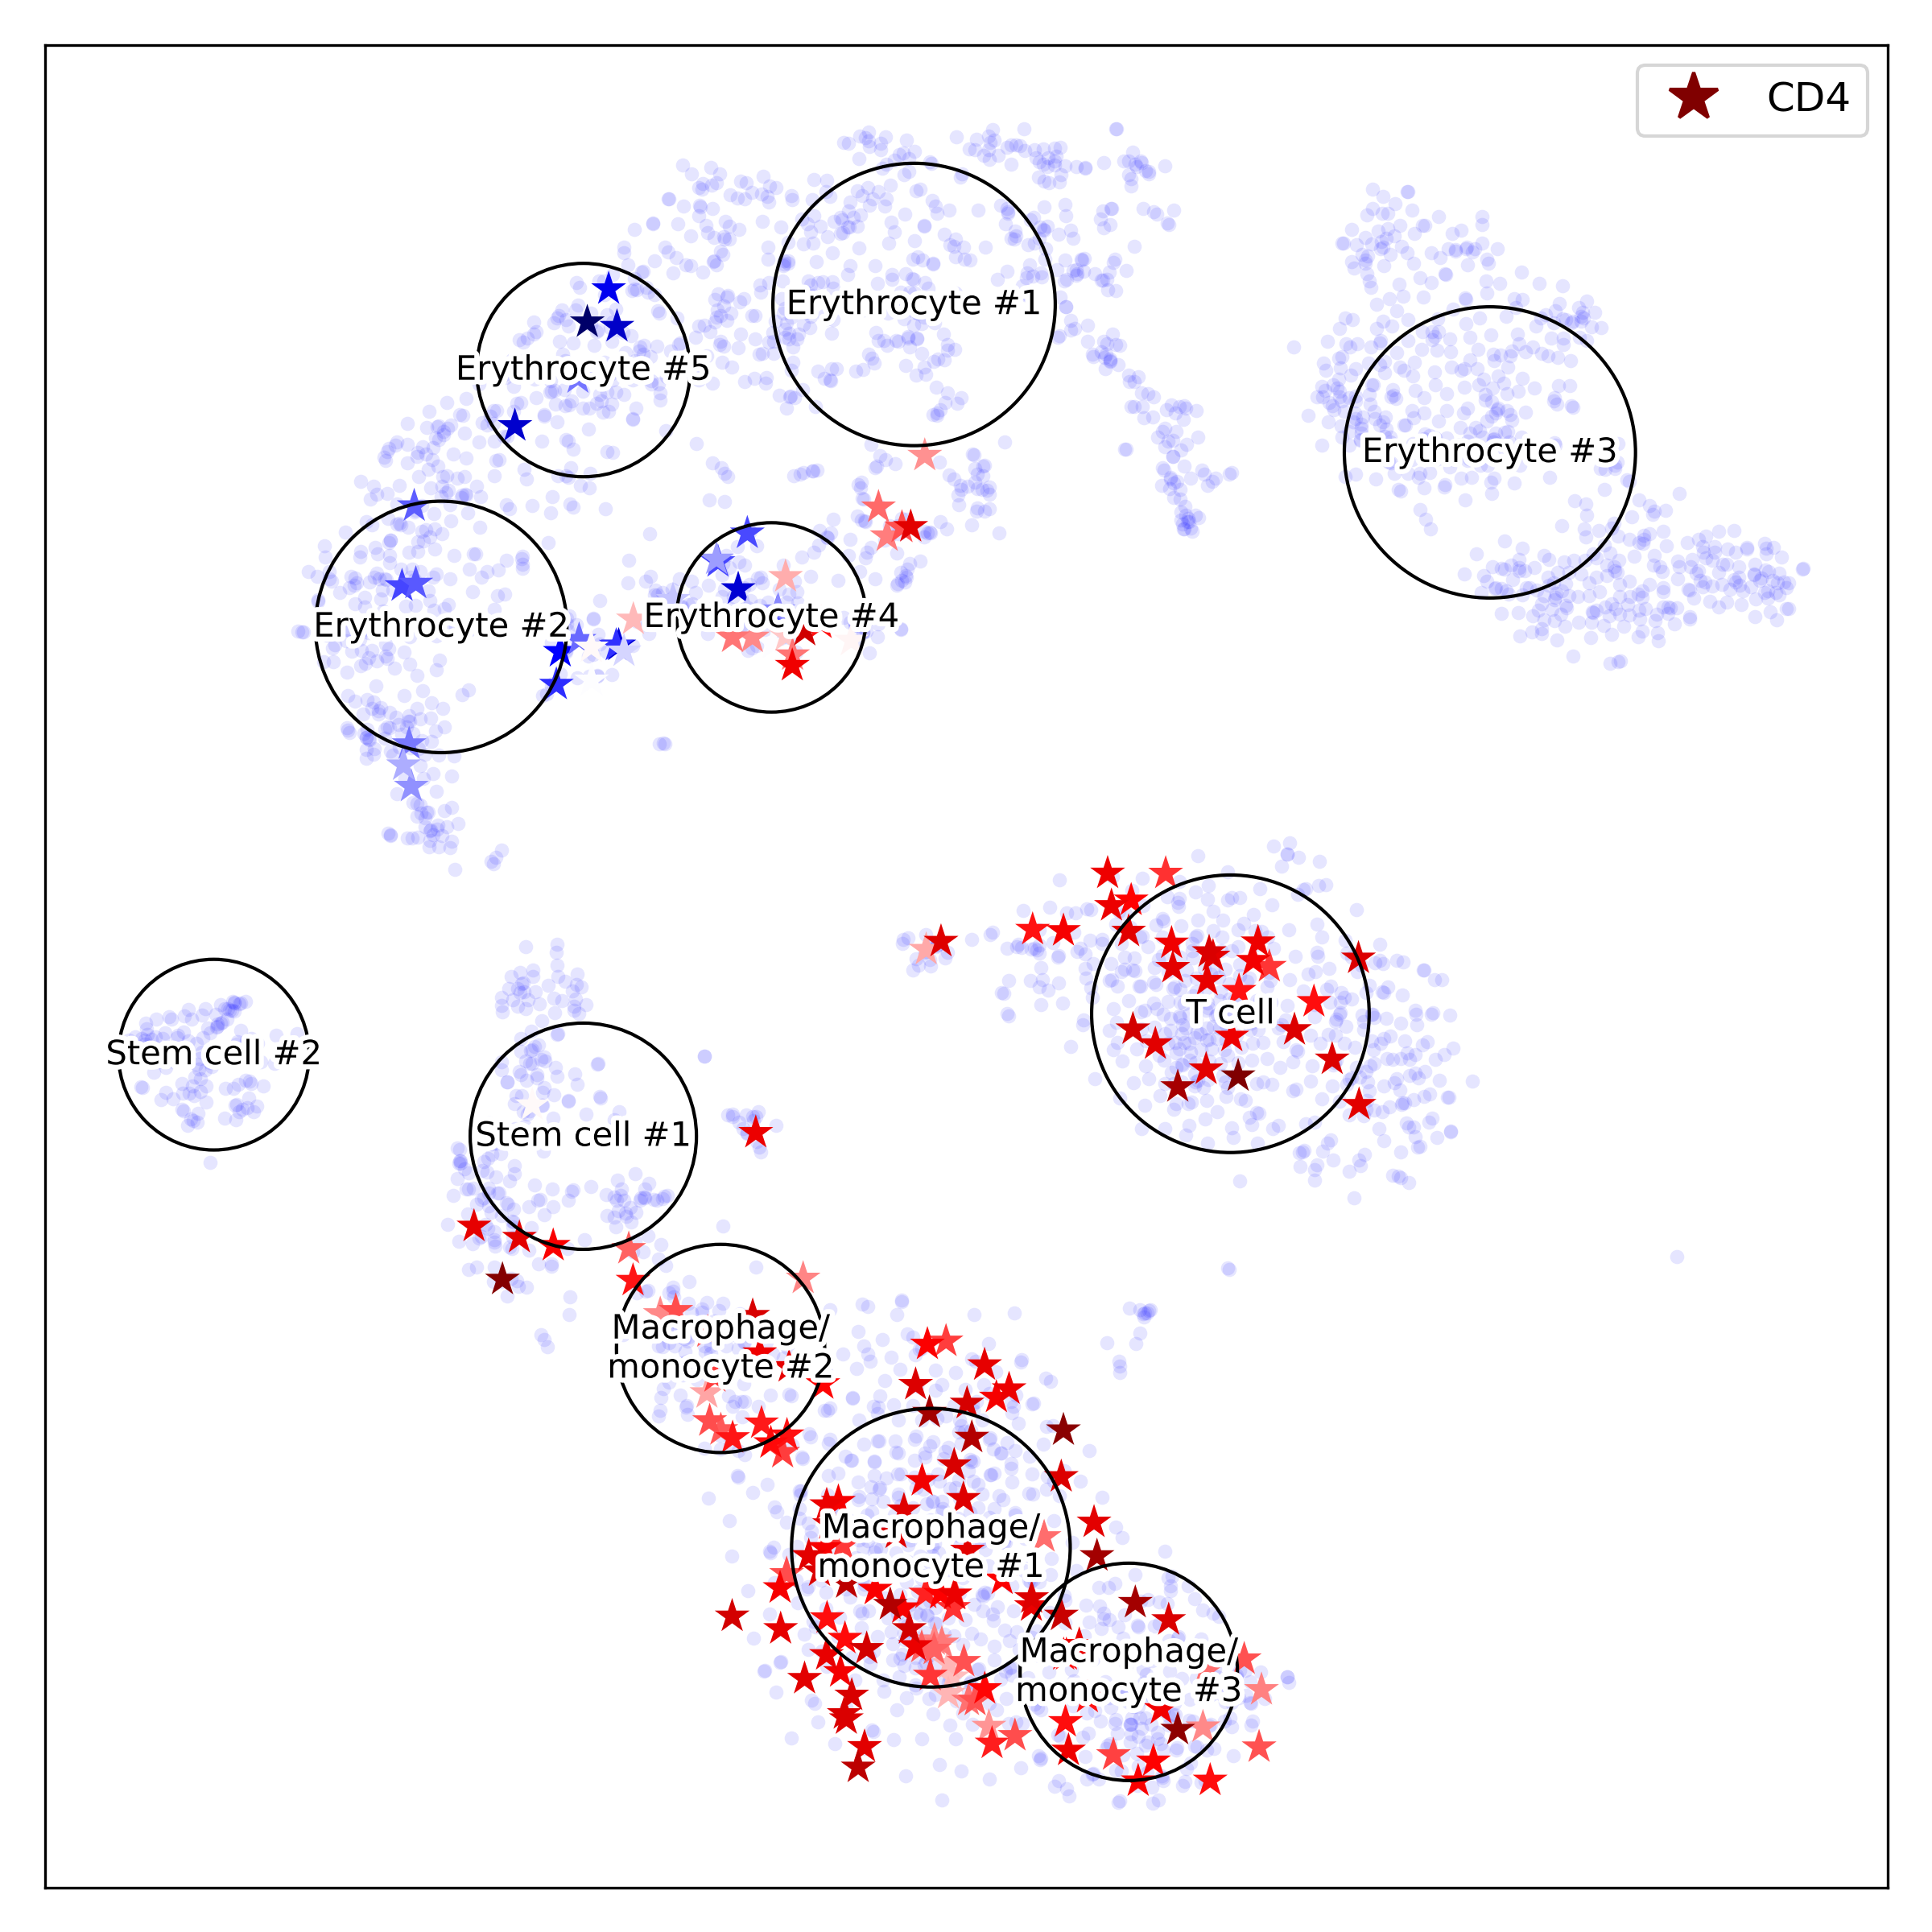 CD4
Erythrocyte #1
Erythrocyte #5
Erythrocyte #3
Erythrocyte #4
Erythrocyte #2
T cell
Stem cell #2
Stem cell #1
Macrophage/
monocyte #2
Macrophage/
monocyte #1
Macrophage/
monocyte #3